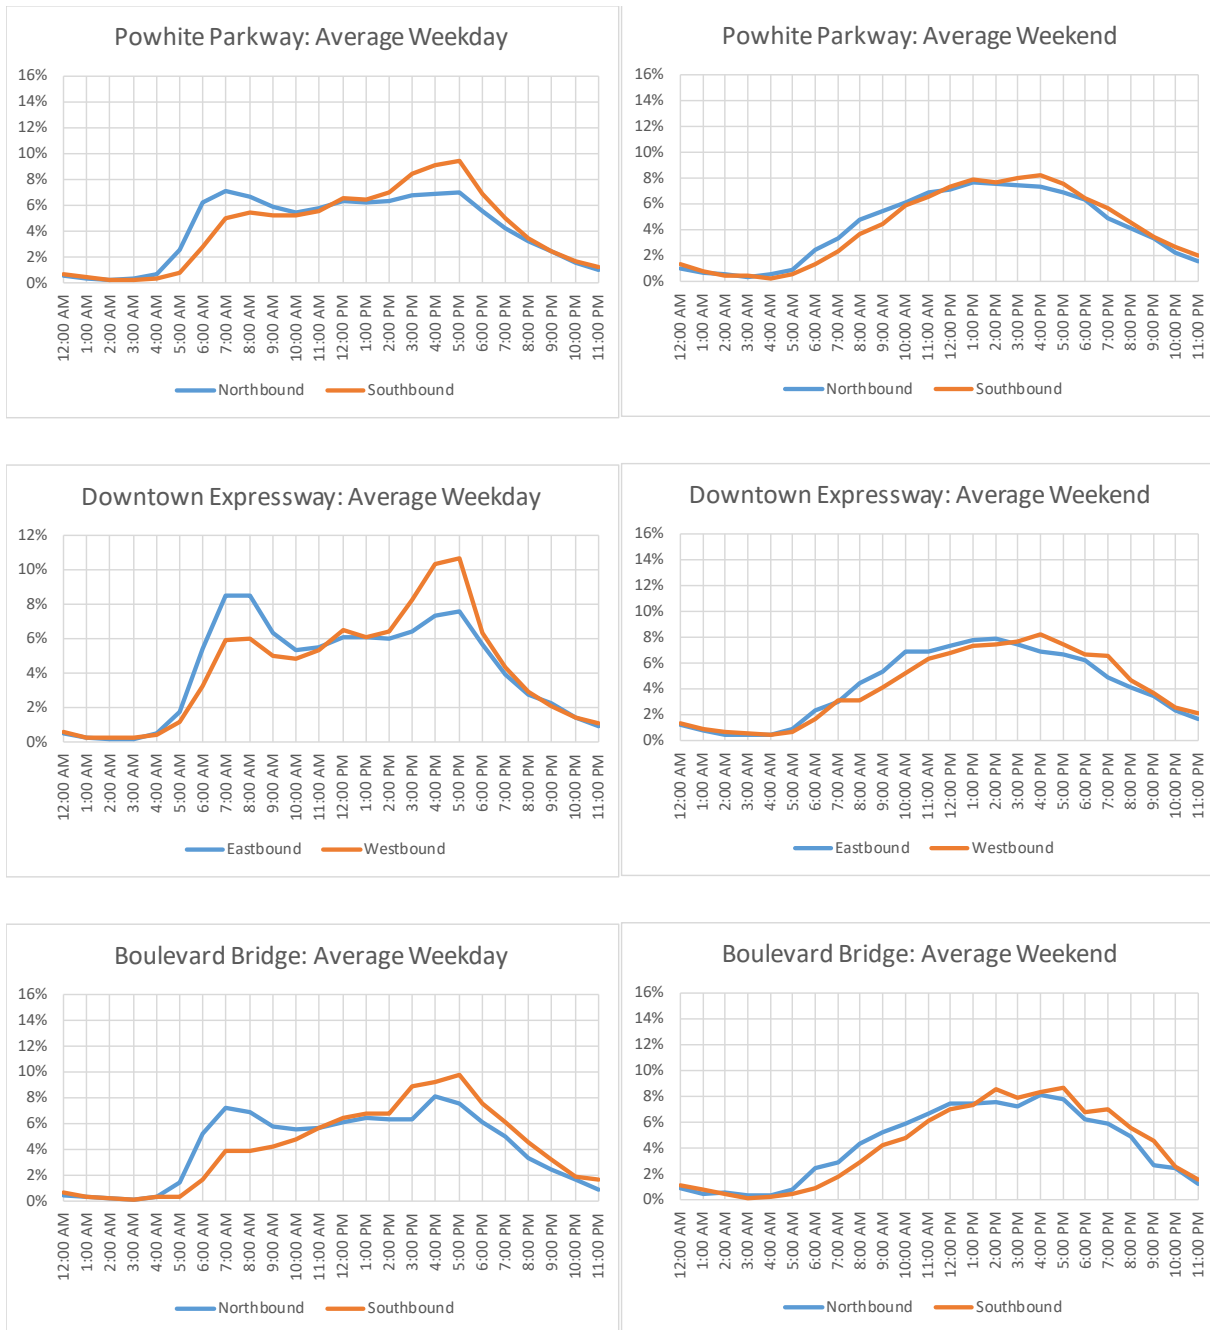 Powhite Parkway: Average Weekday
16%
14%
12%
10%
8%
6%
4%
2%
0%
12:00 AM
1:00 AM
2:00 AM
3:00 AM
4:00 AM
5:00 AM
6:00 AM
7:00 AM
8:00 AM
9:00 AM
10:00 AM
11:00 AM
12:00 PM
1:00 PM
2:00 PM
3:00 PM
4:00 PM
5:00 PM
6:00 PM
7:00 PM
8:00 PM
9:00 PM
10:00 PM
11:00 PM
Northbound Southbound
Powhite Parkway: Average Weekend
16%
14%
12%
10%
8%
6%
4%
2%
0%
12:00 AM
1:00 AM
2:00 AM
3:00 AM
4:00 AM
5:00 AM
6:00 AM
7:00 AM
8:00 AM
9:00 AM
10:00 AM
11:00 AM
12:00 PM
1:00 PM
2:00 PM
3:00 PM
4:00 PM
5:00 PM
6:00 PM
7:00 PM
8:00 PM
9:00 PM
10:00 PM
11:00 PM
Northbound Southbound
Downtown Expressway: Average Weekday
12%
10%
8%
6%
4%
2%
0%
12:00 AM
1:00 AM
2:00 AM
3:00 AM
4:00 AM
5:00 AM
6:00 AM
7:00 AM
8:00 AM
9:00 AM
10:00 AM
11:00 AM
12:00 PM
1:00 PM
2:00 PM
3:00 PM
4:00 PM
5:00 PM
6:00 PM
7:00 PM
8:00 PM
9:00 PM
10:00 PM
11:00 PM
Eastbound Westbound
Downtown Expressway: Average Weekend
16%
14%
12%
10%
8%
6%
4%
2%
0%
12:00 AM
1:00 AM
2:00 AM
3:00 AM
4:00 AM
5:00 AM
6:00 AM
7:00 AM
8:00 AM
9:00 AM
10:00 AM
11:00 AM
12:00 PM
1:00 PM
2:00 PM
3:00 PM
4:00 PM
5:00 PM
6:00 PM
7:00 PM
8:00 PM
9:00 PM
10:00 PM
11:00 PM
Eastbound Westbound
Boulevard Bridge: Average Weekday
16%
14%
12%
10%
8%
6%
4%
2%
0%
12:00 AM
1:00 AM
2:00 AM
3:00 AM
4:00 AM
5:00 AM
6:00 AM
7:00 AM
8:00 AM
9:00 AM
10:00 AM
11:00 AM
12:00 PM
1:00 PM
2:00 PM
3:00 PM
4:00 PM
5:00 PM
6:00 PM
7:00 PM
8:00 PM
9:00 PM
10:00 PM
11:00 PM
Northbound Southbound
Boulevard Bridge: Average Weekend
16%
14%
12%
10%
8%
6%
4%
2%
0%
12:00 AM
1:00 AM
2:00 AM
3:00 AM
4:00 AM
5:00 AM
6:00 AM
7:00 AM
8:00 AM
9:00 AM
10:00 AM
11:00 AM
12:00 PM
1:00 PM
2:00 PM
3:00 PM
4:00 PM
5:00 PM
6:00 PM
7:00 PM
8:00 PM
9:00 PM
10:00 PM
11:00 PM
Northbound Southbound